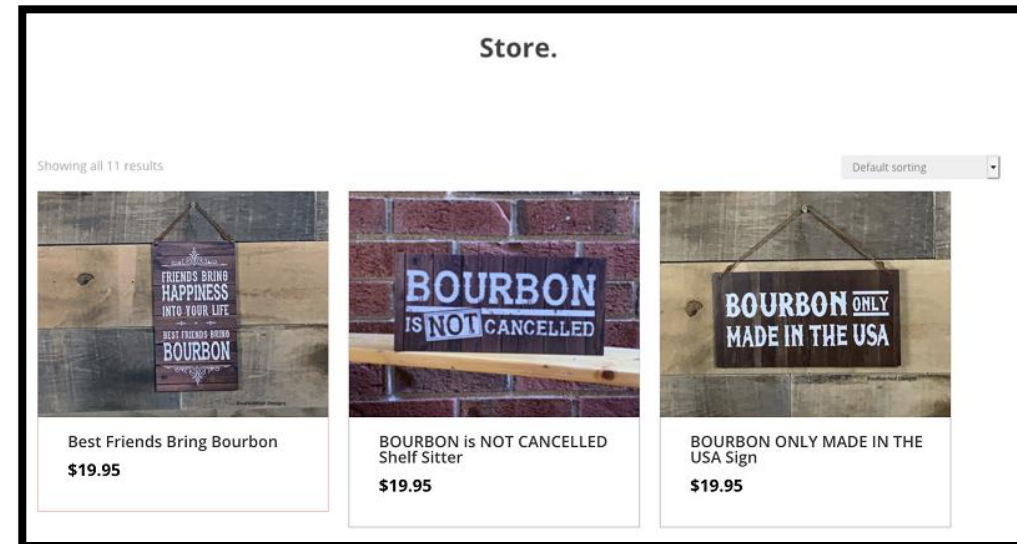 Store.
Showing all 11 results
Default sorting
FRIENDS BRING
HAPPINESS
INTO YOUR LIFE
BEST FRIENDS BRING
BOURBON
BOURBON
IS NOT CANCELLED
BOURBON ONLY
MADE IN THE USA
Best Friends Bring Bourbon
$19.95
BOURBON is NOT CANCELLED
Shelf Sitter
$19.95
BOURBON ONLY MADE IN THE
USA Sign
$19.95